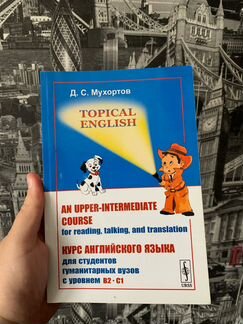 Д. С. Мухортов
TOPICAL
ENGLISH
AN UPPER-INTERMEDIATE
COURSE
for reading, talking, and translation
КУРС АНГЛИЙСКОГО ЯЗЫКА
для студентов
гуманитарных вузов
с уровнем B2 - C1
URSS